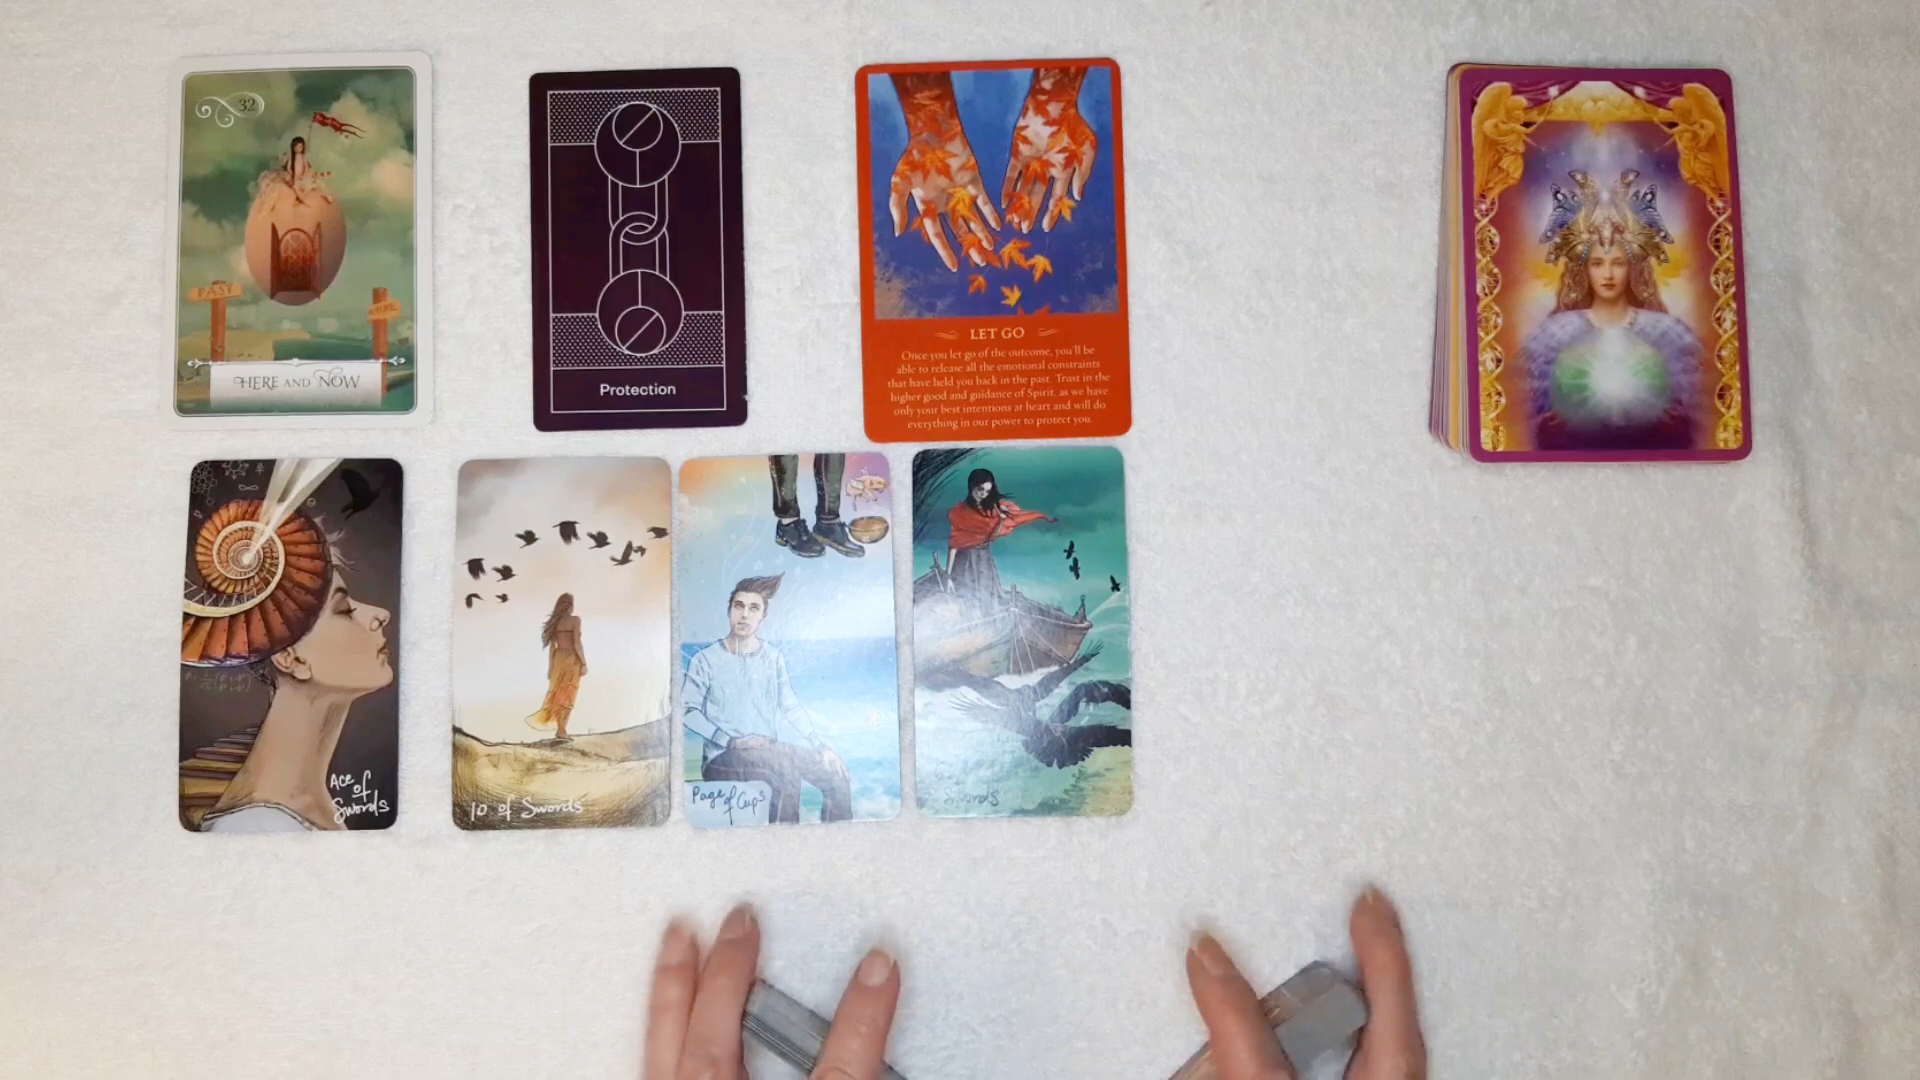 32
PAST
HERE AND NOW
Protection
LET GO
Once you let go of the outcome, you'll be
able to release all the emotional constraints
that have held you back in the past. Trust in the
higher good and guidance of Spirit, as we have
only your best intentions at heart and will do
everything in our power to protect you.
Ace
of
Swords
10 of Swords
Page
of Cups
Swords